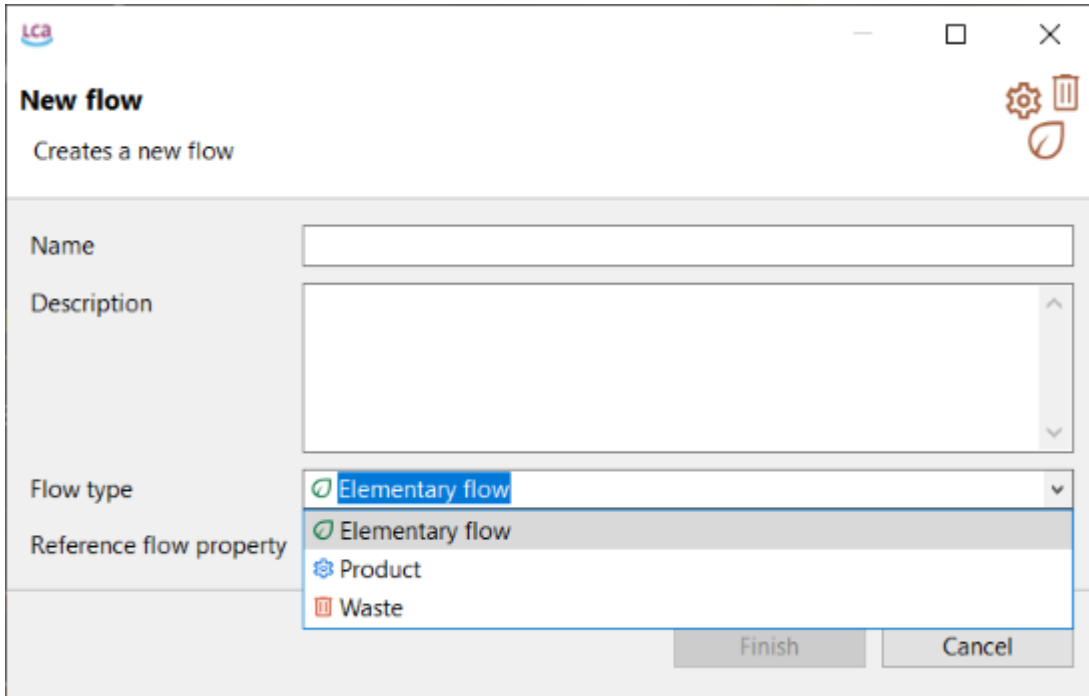 LCA
New flow
Creates a new flow
Name
Description
Flow type
Elementary flow
Elementary flow
Reference flow property
Product
Waste
Finish
Cancel